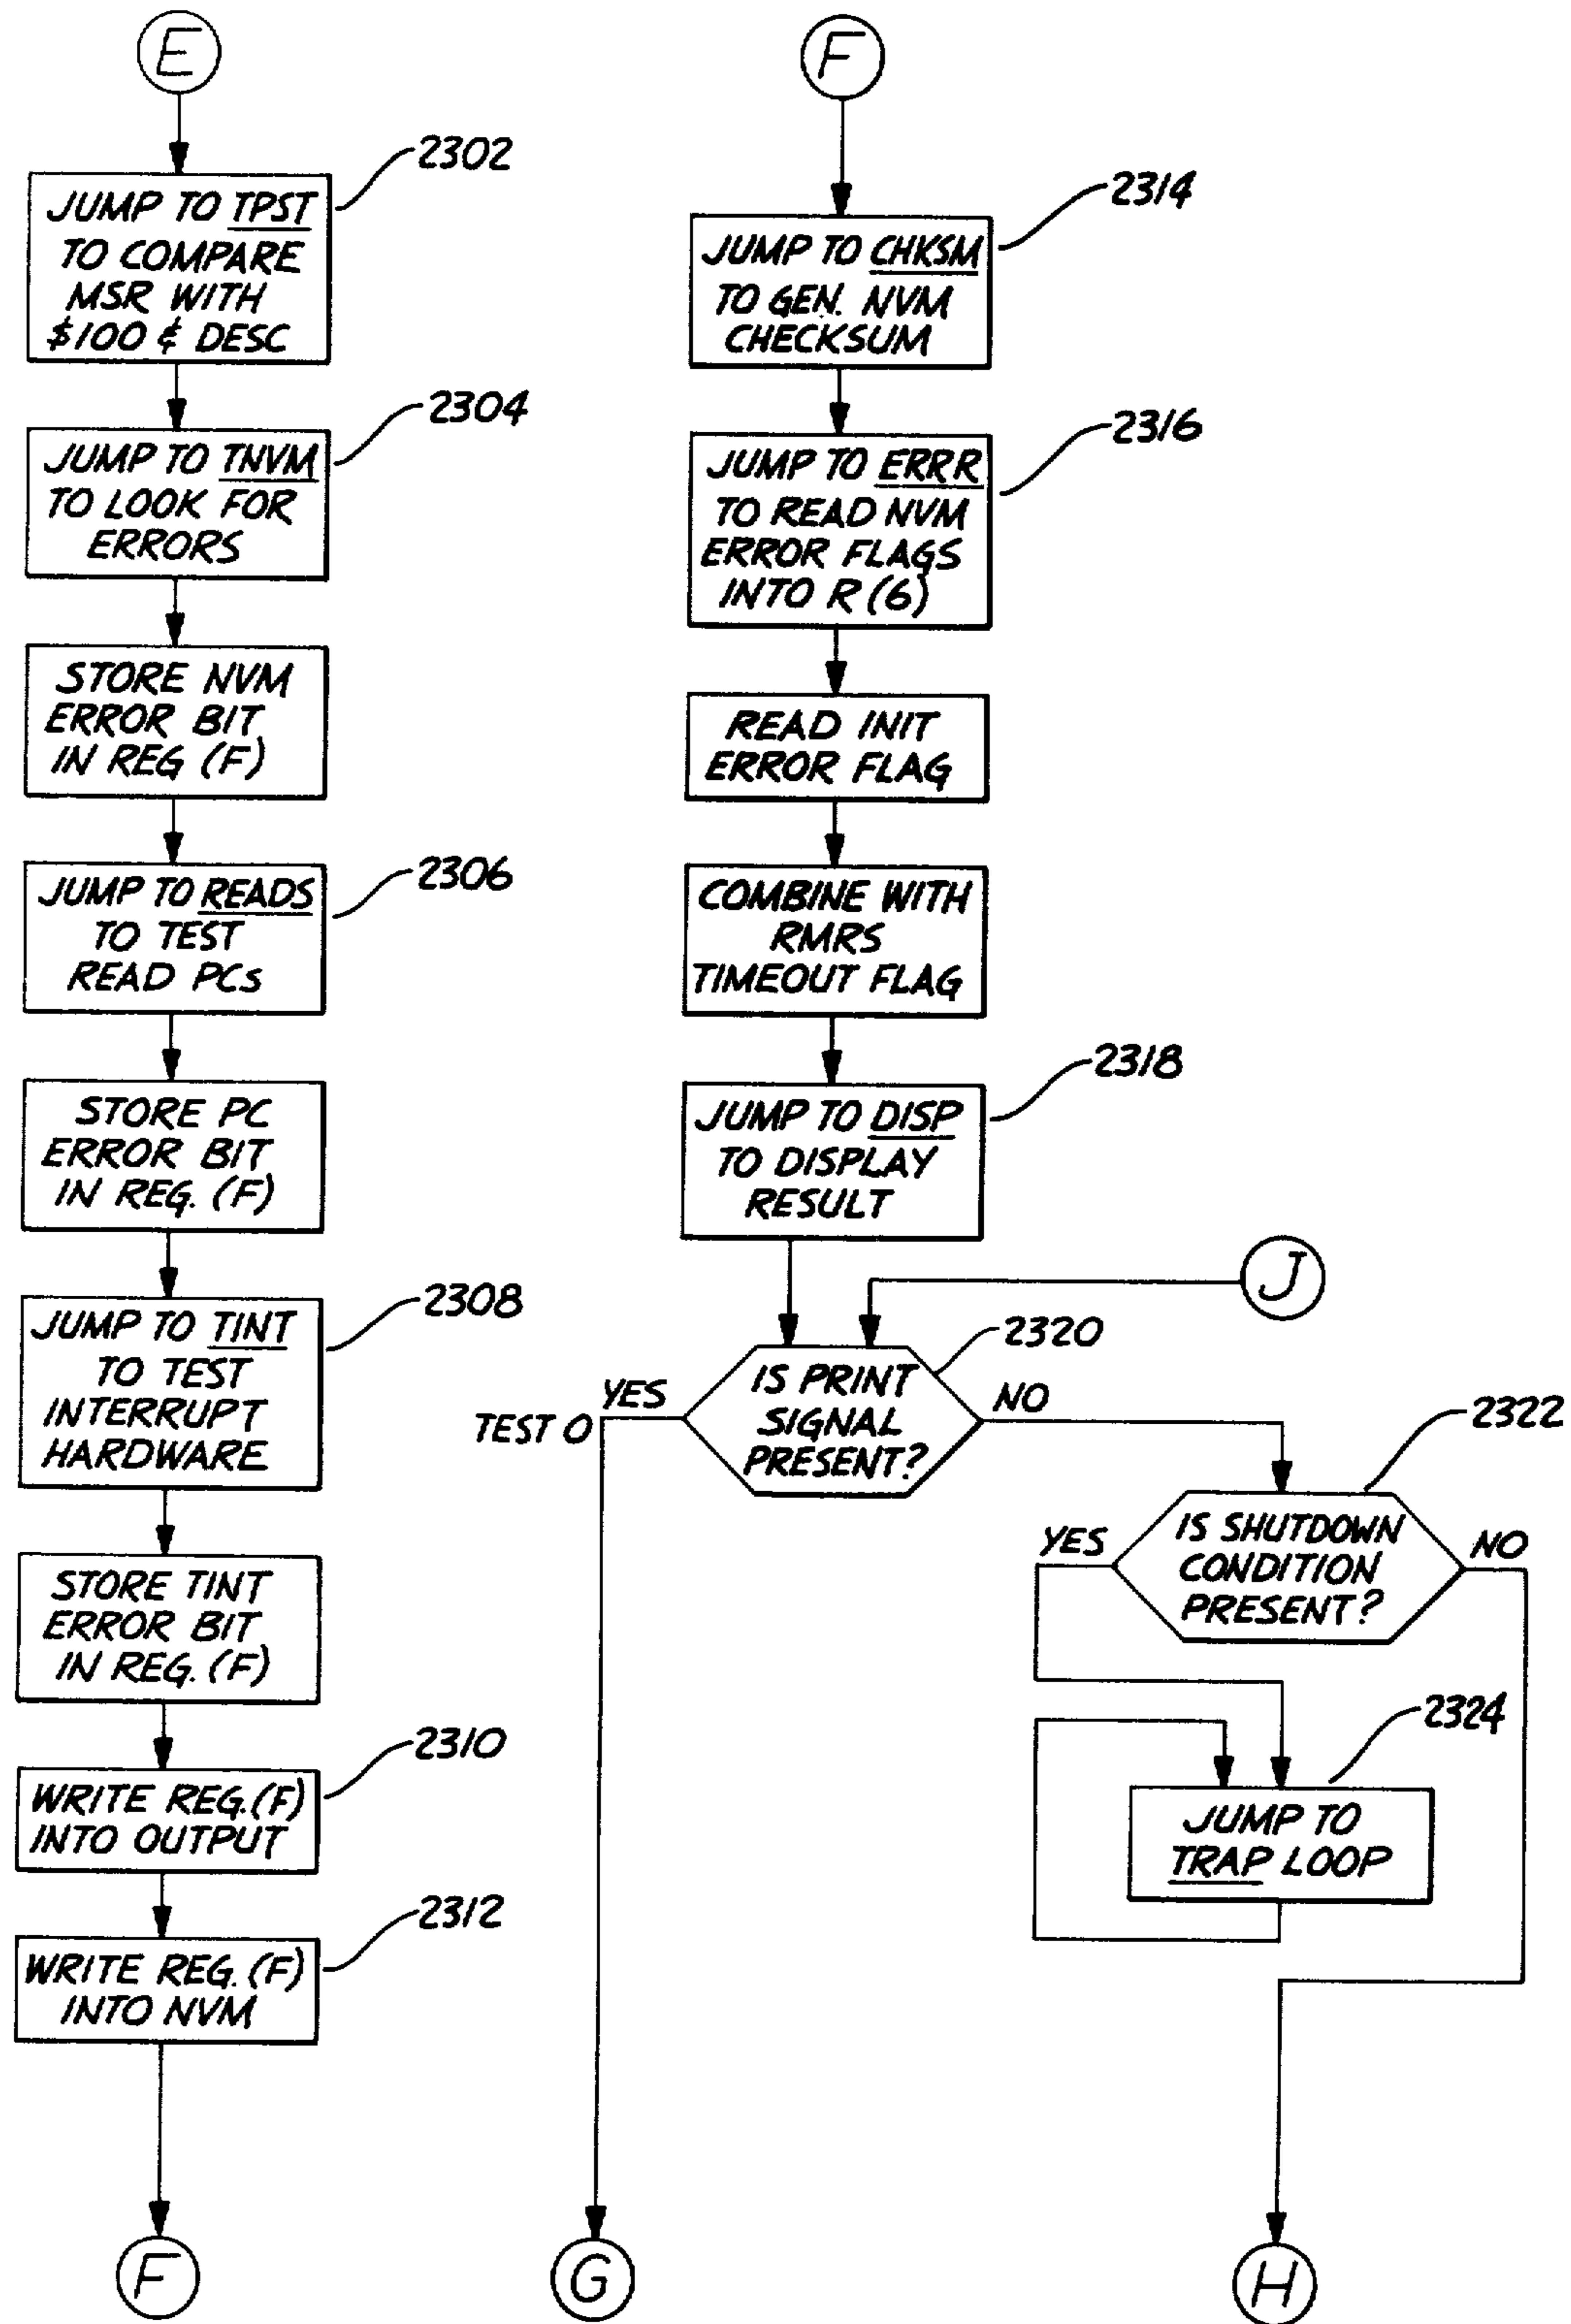 E
2302
JUMP TO TPST
TO COMPARE
MSR WITH
$100 & DESC
2304
JUMP TO TNVM
TO LOOK FOR
ERRORS
STORE NVM
ERROR BIT
IN REG (F)
2306
JUMP TO READS
TO TEST
READ PCs
STORE PC
ERROR BIT
IN REG. (F)
2308
JUMP TO TINT
TO TEST
INTERRUPT
HARDWARE
STORE TINT
ERROR BIT
IN REG. (F)
2310
WRITE REG.(F)
INTO OUTPUT
2312
WRITE REG.(F)
INTO NVM
F
F
2314
JUMP TO CHKSM
TO GEN. NVM
CHECKSUM
2316
JUMP TO ERRR
TO READ NVM
ERROR FLAGS
INTO R (6)
READ INIT
ERROR FLAG
COMBINE WITH
RMRS
TIMEOUT FLAG
2318
JUMP TO DISP
TO DISPLAY
RESULT
J
2320
IS PRINT
SIGNAL
PRESENT?
YES
TEST 0
NO
G
2322
IS SHUTDOWN
CONDITION
PRESENT?
YES
NO
2324
JUMP TO
TRAP LOOP
H